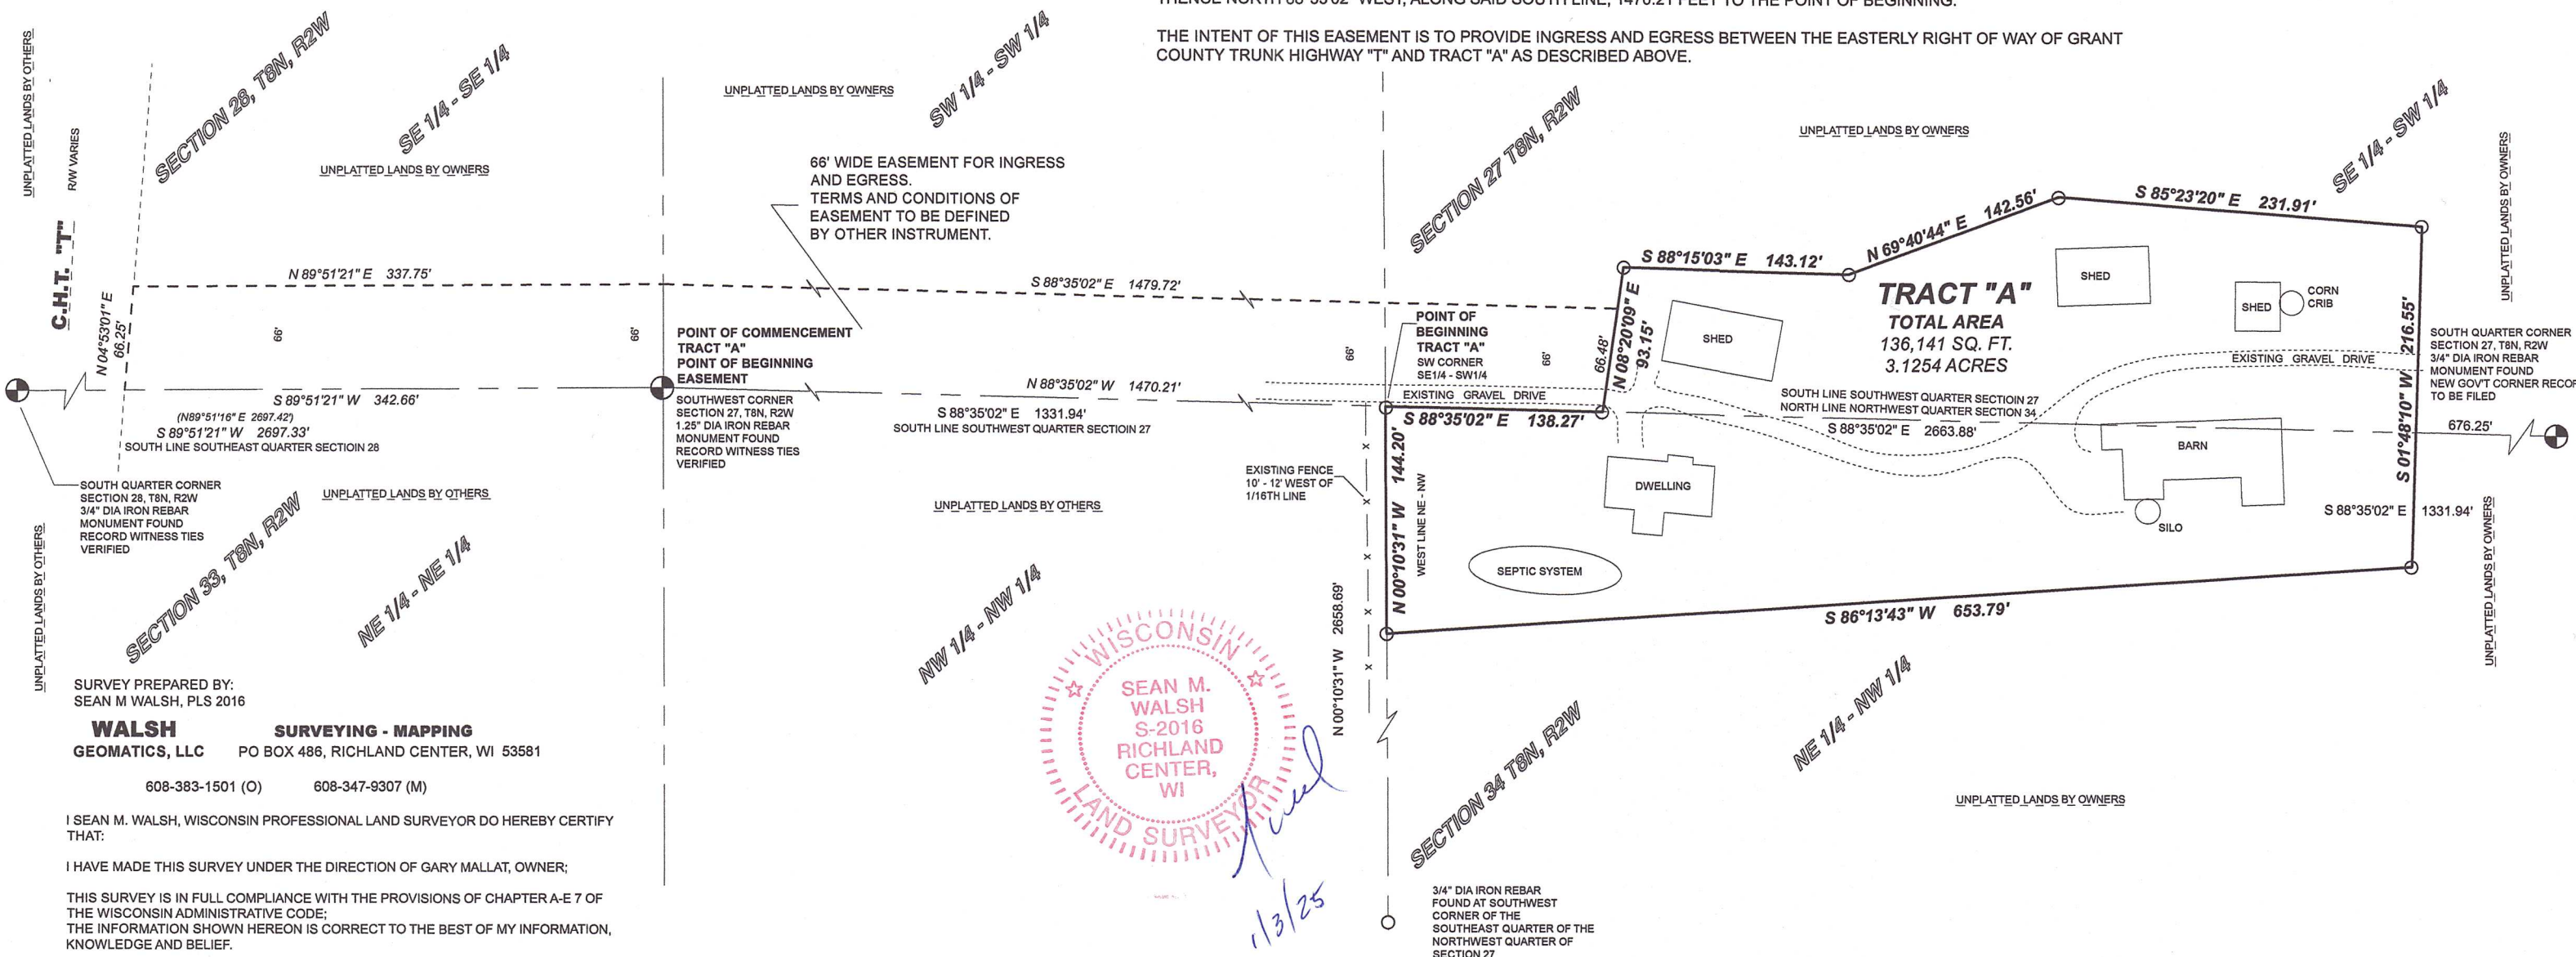 THENCE NORTH 88°35'02" WEST, ALONG SAID SOUTH LINE, 1470.21 FEET TO THE POINT OF BEGINNING.
THE INTENT OF THIS EASEMENT IS TO PROVIDE INGRESS AND EGRESS BETWEEN THE EASTERLY RIGHT OF WAY OF GRANT
COUNTY TRUNK HIGHWAY "T" AND TRACT "A" AS DESCRIBED ABOVE.
UNPLATTED LANDS BY OTHERS
R/W VARIES
C.H.T. "T"
SECTION 28, T8N, R2W
SE 1/4 - SE 1/4
UNPLATTED LANDS BY OWNERS
UNPLATTED LANDS BY OWNERS
SW 1/4 - SW 1/4
66' WIDE EASEMENT FOR INGRESS
AND EGRESS.
TERMS AND CONDITIONS OF
EASEMENT TO BE DEFINED
BY OTHER INSTRUMENT.
SECTION 27 T8N, R2W
UNPLATTED LANDS BY OWNERS
SE 1/4 - SW 1/4
UNPLATTED LANDS BY OWNERS
N 89°51'21" E 337.75'
S 88°35'02" E 1479.72'
N 04°53'01" E
66.25'
66'
66'
66'
66'
POINT OF COMMENCEMENT
TRACT "A"
POINT OF BEGINNING
EASEMENT
SOUTHWEST CORNER
SECTION 27, T8N, R2W
1.25" DIA IRON REBAR
MONUMENT FOUND
RECORD WITNESS TIES
VERIFIED
S 89°51'21" W 342.66'
(N89°51'16" E 2697.42)
S 89°51'21" W 2697.33'
SOUTH LINE SOUTHEAST QUARTER SECTIOIN 28
N 88°35'02" W 1470.21'
S 88°35'02" E 1331.94'
SOUTH LINE SOUTHWEST QUARTER SECTIOIN 27
POINT OF
BEGINNING
TRACT "A"
SW CORNER
SE1/4 - SW1/4
EXISTING GRAVEL DRIVE
S 88°35'02" E 138.27'
66.48'
N 08°20'09" E
93.15'
S 88°15'03" E 143.12'
N 69°40'44" E 142.56'
S 85°23'20" E 231.91'
TRACT "A"
TOTAL AREA
136,141 SQ. FT.
3.1254 ACRES
SHED
SHED
SHED
CORN
CRIB
EXISTING GRAVEL DRIVE
S 01°48'10" W 216.55'
SOUTH LINE SOUTHWEST QUARTER SECTIOIN 27
NORTH LINE NORTHWEST QUARTER SECTION 34
S 88°35'02" E 2663.88'
SOUTH QUARTER CORNER
SECTION 27, T8N, R2W
3/4" DIA IRON REBAR
MONUMENT FOUND
NEW GOV'T CORNER RECOR
TO BE FILED
676.25'
BARN
SILO
DWELLING
SEPTIC SYSTEM
S 88°35'02" E 1331.94'
UNPLATTED LANDS BY OWNERS
S 86°13'43" W 653.79'
N 00°10'31" W 144.20'
WEST LINE NE - NW
EXISTING FENCE
10' - 12' WEST OF
1/16TH LINE
N 00°10'31" W 2658.69'
SOUTH QUARTER CORNER
SECTION 28, T8N, R2W
3/4" DIA IRON REBAR
MONUMENT FOUND
RECORD WITNESS TIES
VERIFIED
UNPLATTED LANDS BY OTHERS
UNPLATTED LANDS BY OTHERS
UNPLATTED LANDS BY OTHERS
SECTION 33, T8N, R2W
NE 1/4 - NE 1/4
NW 1/4 - NW 1/4
SECTION 34 T8N, R2W
NE 1/4 - NW 1/4
UNPLATTED LANDS BY OWNERS
SURVEY PREPARED BY:
SEAN M WALSH, PLS 2016
WALSH SURVEYING - MAPPING
GEOMATICS, LLC PO BOX 486, RICHLAND CENTER, WI 53581
608-383-1501 (O) 608-347-9307 (M)
I SEAN M. WALSH, WISCONSIN PROFESSIONAL LAND SURVEYOR DO HEREBY CERTIFY
THAT:
I HAVE MADE THIS SURVEY UNDER THE DIRECTION OF GARY MALLAT, OWNER;
THIS SURVEY IS IN FULL COMPLIANCE WITH THE PROVISIONS OF CHAPTER A-E 7 OF
THE WISCONSIN ADMINISTRATIVE CODE;
THE INFORMATION SHOWN HEREON IS CORRECT TO THE BEST OF MY INFORMATION,
KNOWLEDGE AND BELIEF.
WISCONSIN
SEAN M.
WALSH
S-2016
RICHLAND
CENTER,
WI
LAND SURVEYOR
1/3/25
3/4" DIA IRON REBAR
FOUND AT SOUTHWEST
CORNER OF THE
SOUTHEAST QUARTER OF THE
NORTHWEST QUARTER OF
SECTION 27